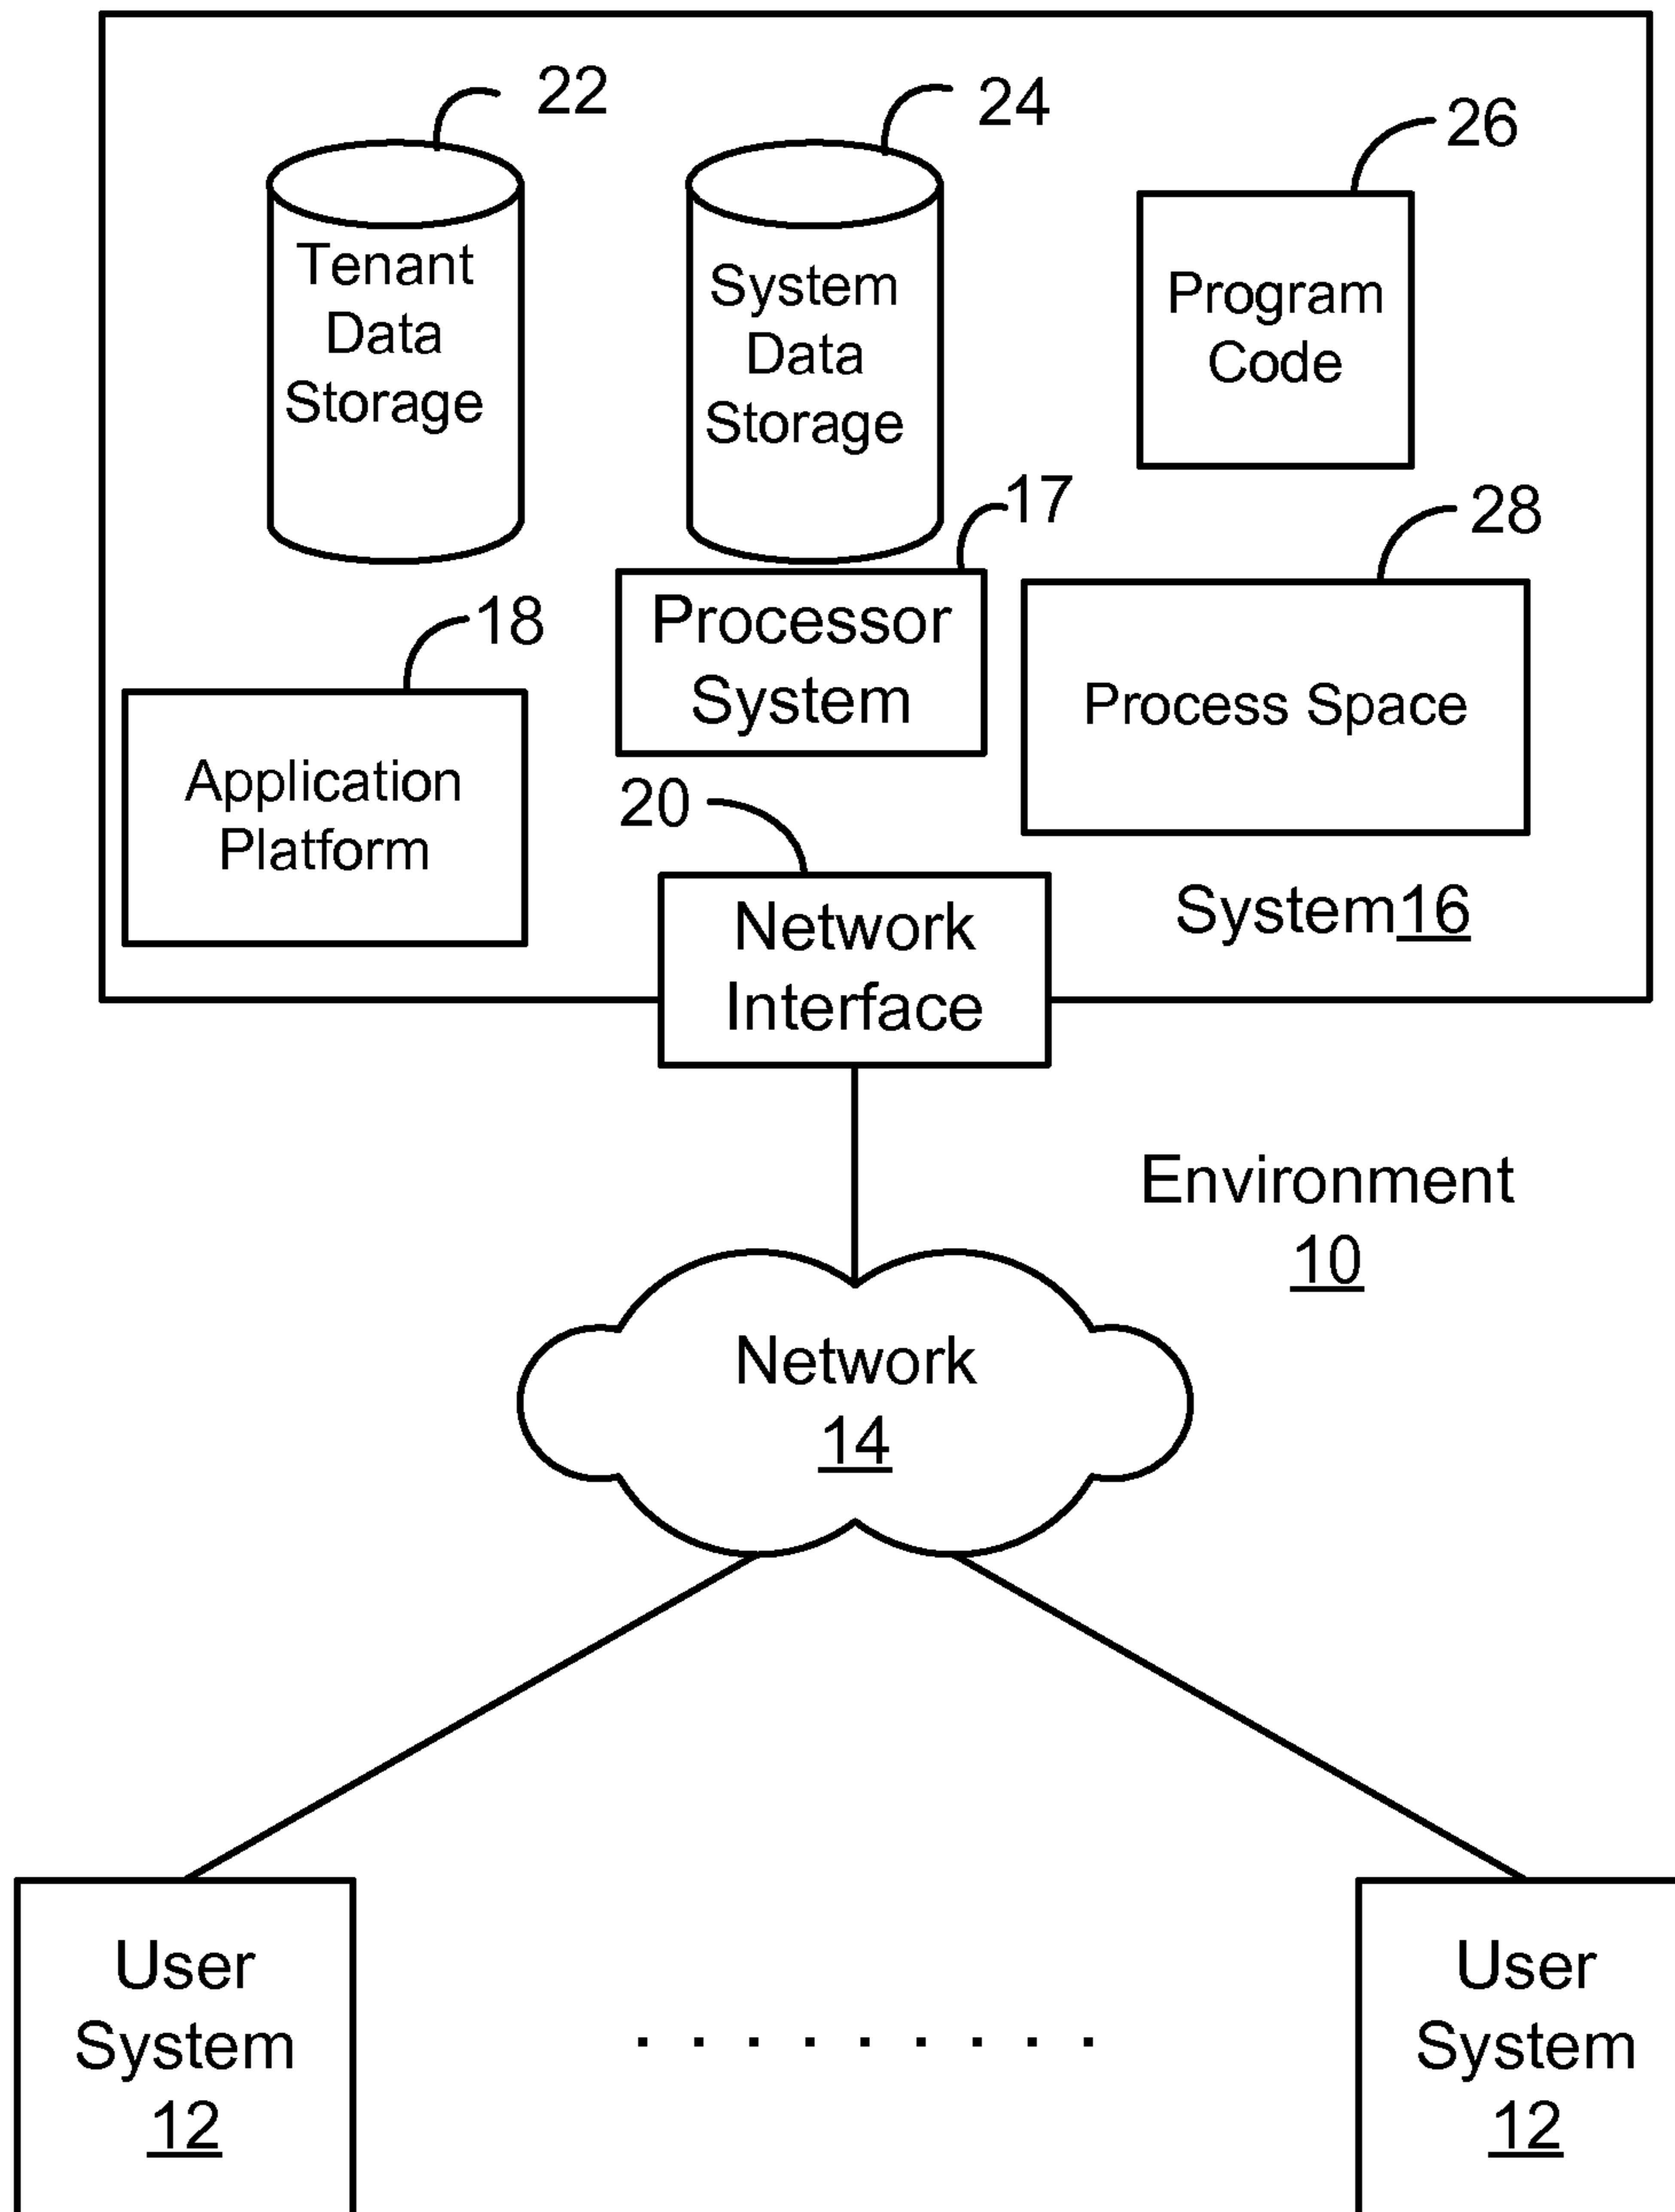 22
24
26
Tenant
Data
Storage
System
Data
Storage
Program
Code
17
28
18
Processor
System
Process Space
Application
Platform
20
Network
Interface
System16
Environment
10
Network
14
User
System
12
. . . . . . . . .
User
System
12